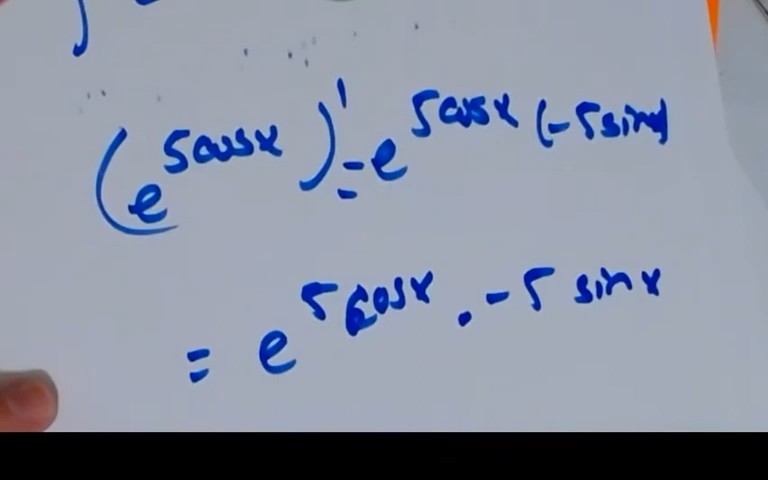 (e^{5cosx})' = e^{5cosx} (-5sinx)
= e^{5cosx} . -5 sinx